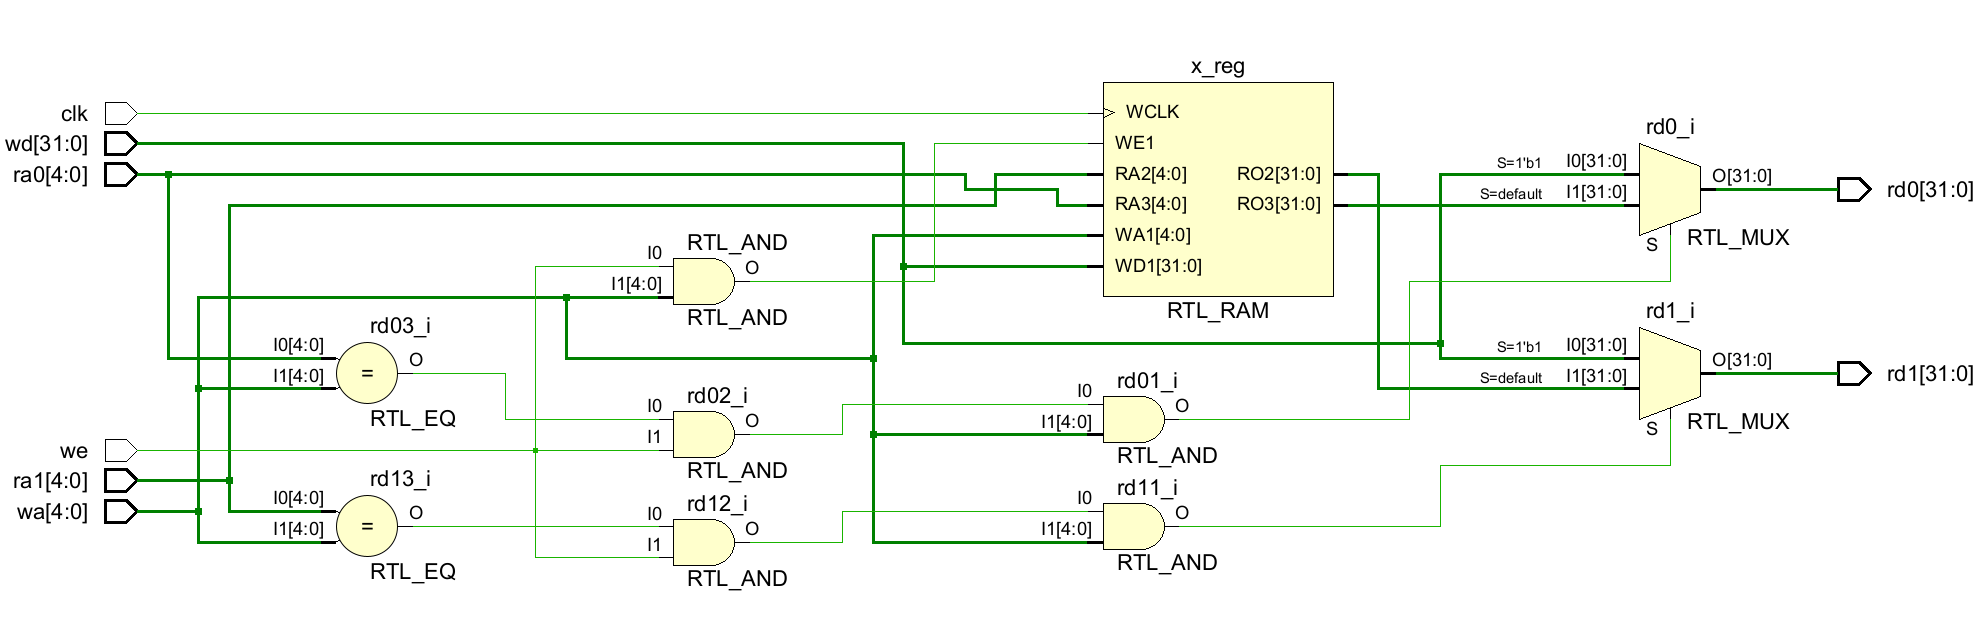 x_reg
clk
WCLK
rd0_i
wd[31:0]
WE1
S=1'b1
I0[31:0]
ra0[4:0]
RA2[4:0]
RO2[31:0]
O[31:0]
rd0[31:0]
S=default
I1[31:0]
RA3[4:0]
RO3[31:0]
RTL_AND
WA1[4:0]
S
RTL_MUX
I0
O
WD1[31:0]
I1[4:0]
RTL_AND
RTL_RAM
rd1_i
rd03_i
I0[4:0]
O
I1[4:0]
=
RTL_EQ
S=1'b1
I0[31:0]
O[31:0]
rd1[31:0]
S=default
I1[31:0]
rd02_i
rd01_i
I0
O
I1
RTL_AND
I0
O
I1[4:0]
RTL_AND
S
RTL_MUX
we
ra1[4:0]
wa[4:0]
rd13_i
I0[4:0]
O
I1[4:0]
=
RTL_EQ
rd12_i
I0
O
I1
RTL_AND
rd11_i
I0
O
I1[4:0]
RTL_AND